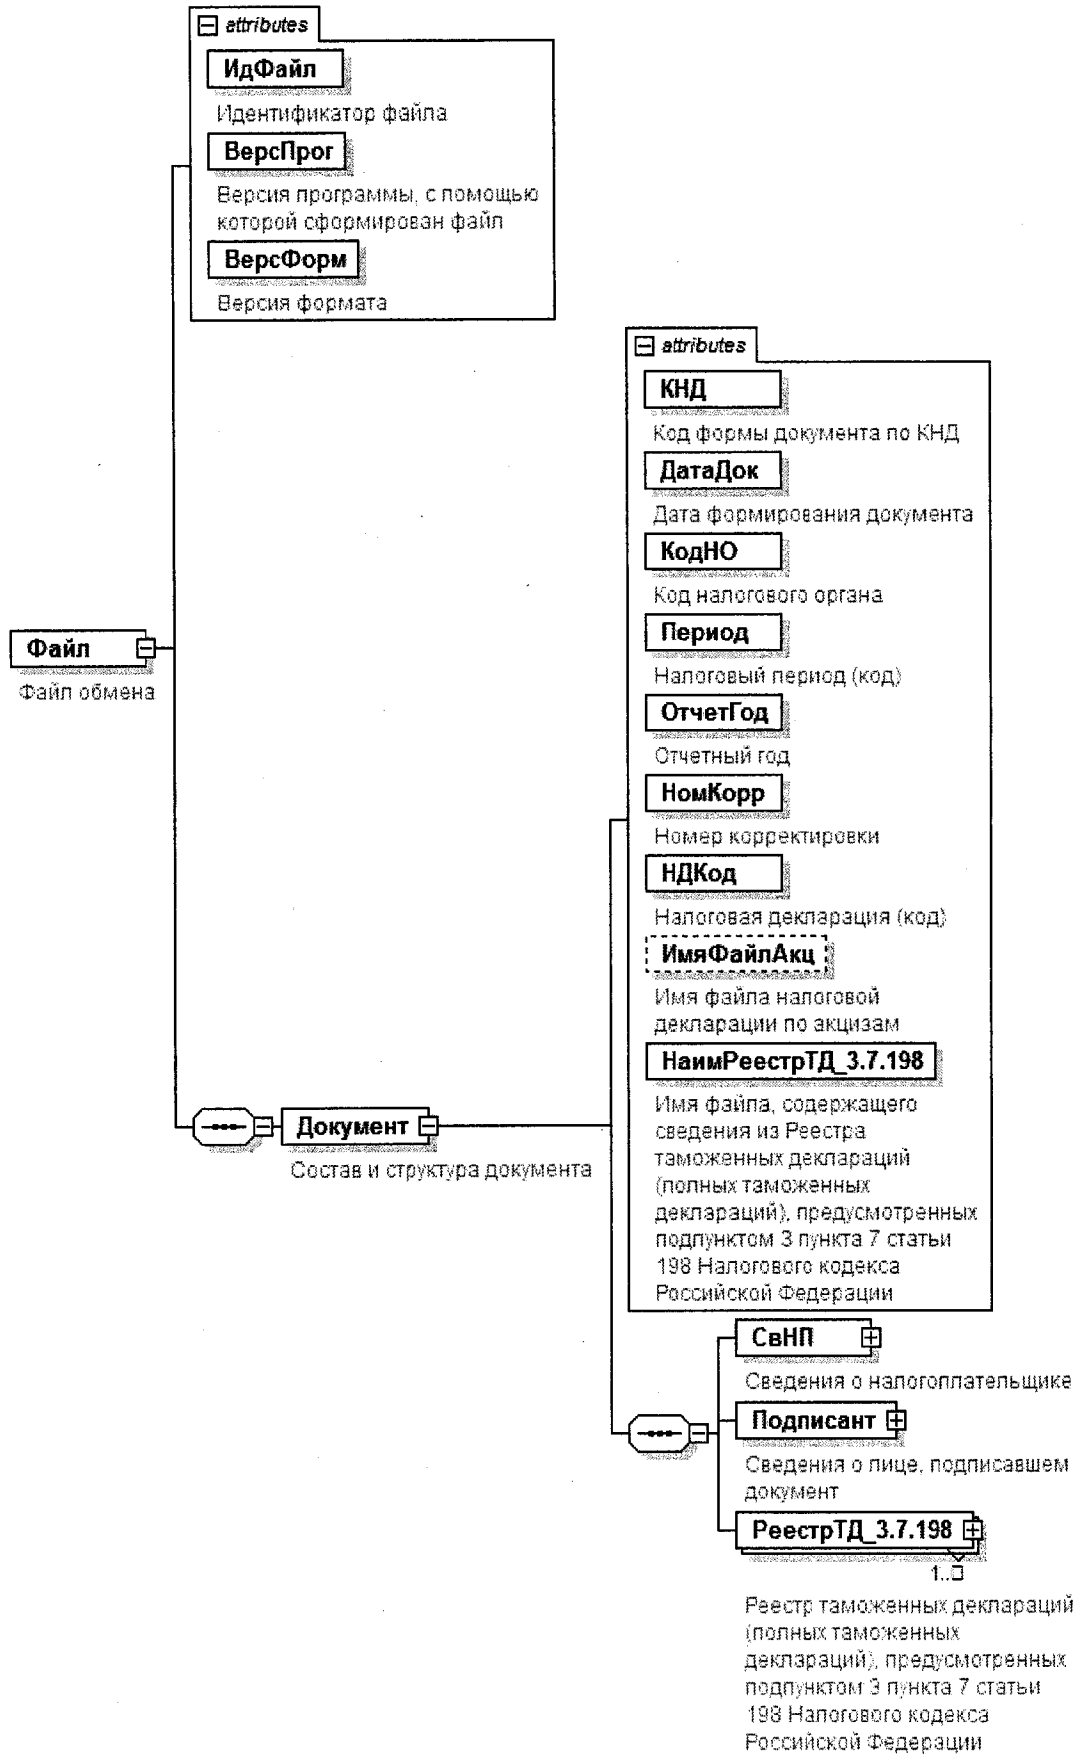 attributes
ИдФайл
Идентификатор файла
ВерсПрог
Версия программы, с помощью
которой сформирован файл
ВерсФорм
Версия формата
attributes
КНД
Код формы документа по КНД
ДатаДок
Дата формирования документа
КодНО
Код налогового органа
Период
Налоговый период (код)
ОтчетГод
Отчетный год
НомКорр
Номер корректировки
НДКод
Налоговая декларация (код)
ИмяФайлАкц
Имя файла налоговой
декларации по акцизам
НаимРеестрТД_3.7.198
Имя файла, содержащего
сведения из Реестра
таможенных деклараций
(полных таможенных
деклараций), предусмотренных
подпунктом 3 пункта 7 статьи
198 Налогового кодекса
Российской Федерации
Файл
Файл обмена
Документ
Состав и структура документа
СвНП
Сведения о налогоплательщике
Подписант
Сведения о лице, подписавшем
документ
РеестрТД_3.7.198
1..□
Реестр таможенных деклараций
(полных таможенных
деклараций), предусмотренных
подпунктом 3 пункта 7 статьи
198 Налогового кодекса
Российской Федерации